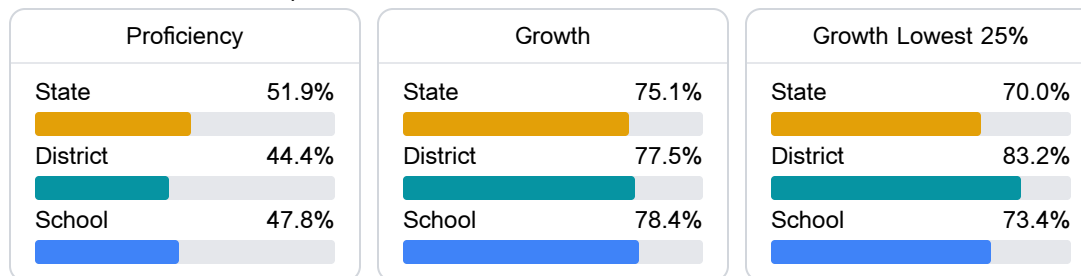 Proficiency
State 51.9%
District 44.4%
School 47.8%
Growth
State 75.1%
District 77.5%
School 78.4%
Growth Lowest 25%
State 70.0%
District 83.2%
School 73.4%